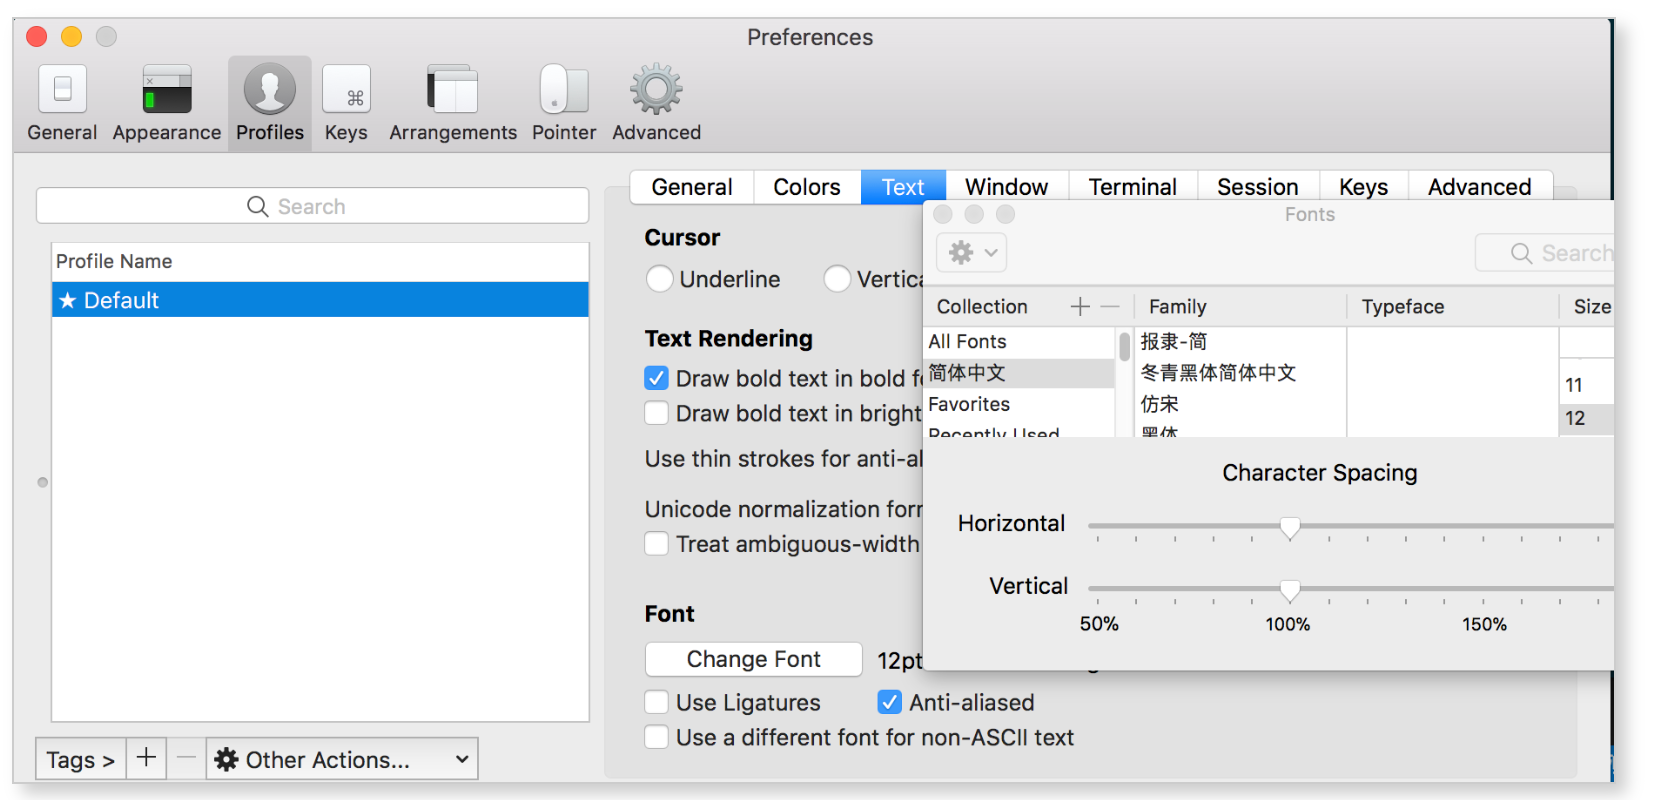 Preferences
General Appearance Profiles Keys Arrangements Pointer Advanced
Search
Profile Name
★ Default
Tags > + − Other Actions...
General Colors Text Window Terminal Session Keys Advanced
Cursor
Underline
Text Rendering
Draw bold text in bold
Draw bold text in bright
Use thin strokes for
Unicode normalization
Treat ambiguous-width
Font
Change Font 12pt
Use Ligatures Anti-aliased
Use a different font for non-ASCII text
Fonts
Search
Collection + − Family Typeface Size
All Fonts
简体中文
Favorites
Recently Used
报隶-简
冬青黑体简体中文
仿宋
黑体
11
12
Character Spacing
Horizontal
Vertical
50% 100% 150%